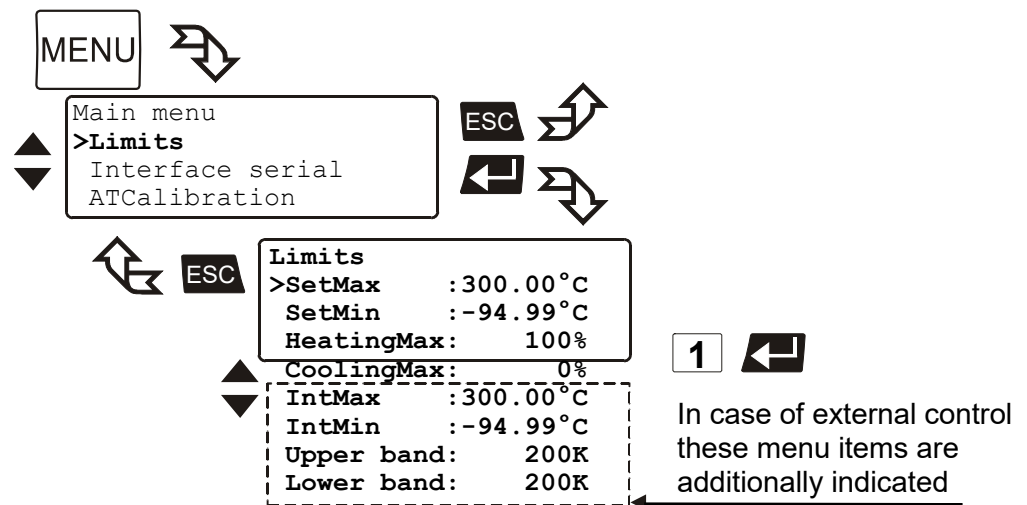 MENU
Main menu
>Limits
Interface serial
ATCalibration
ESC
ESC
Limits
>SetMax :300.00°C
SetMin :-94.99°C
HeatingMax: 100%
CoolingMax: 0%
IntMax :300.00°C
IntMin :-94.99°C
Upper band: 200K
Lower band: 200K
1
In case of external control
these menu items are
additionally indicated